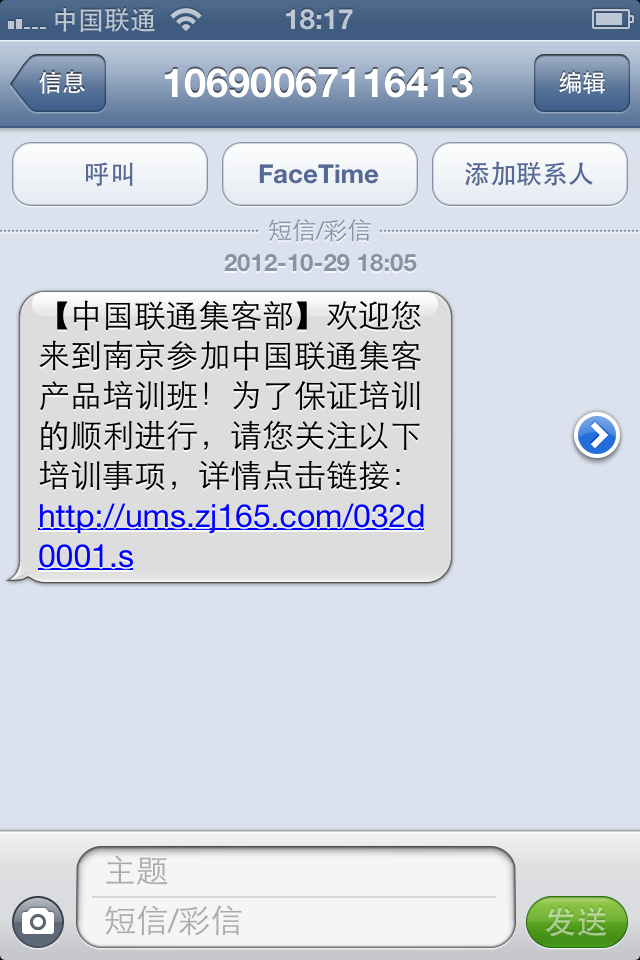 中国联通 18:17
信息 10690067116413 编辑
呼叫 FaceTime 添加联系人
短信/彩信
2012-10-29 18:05
【中国联通集客部】欢迎您
来到南京参加中国联通集客
产品培训班！为了保证培训
的顺利进行，请您关注以下
培训事项，详情点击链接：
http://ums.zj165.com/032d
0001.s
主题
短信/彩信 发送